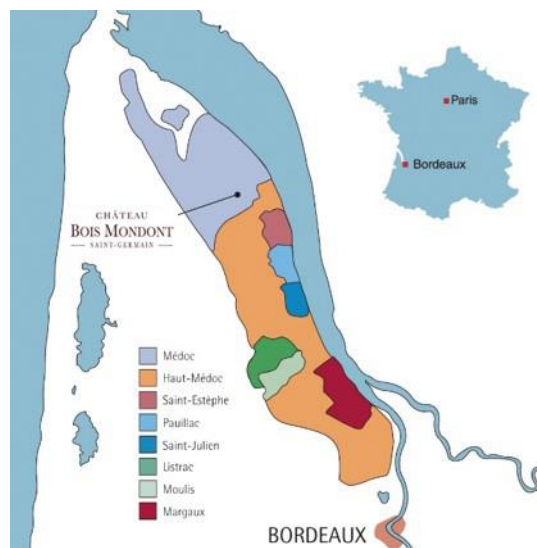 Paris
Bordeaux
CHÂTEAU
BOIS MONDONT
SAINT-GERMAIN
Médoc
Haut-Médoc
Saint-Estèphe
Pauillac
Saint-Julien
Listrac
Moulis
Margaux
BORDEAUX